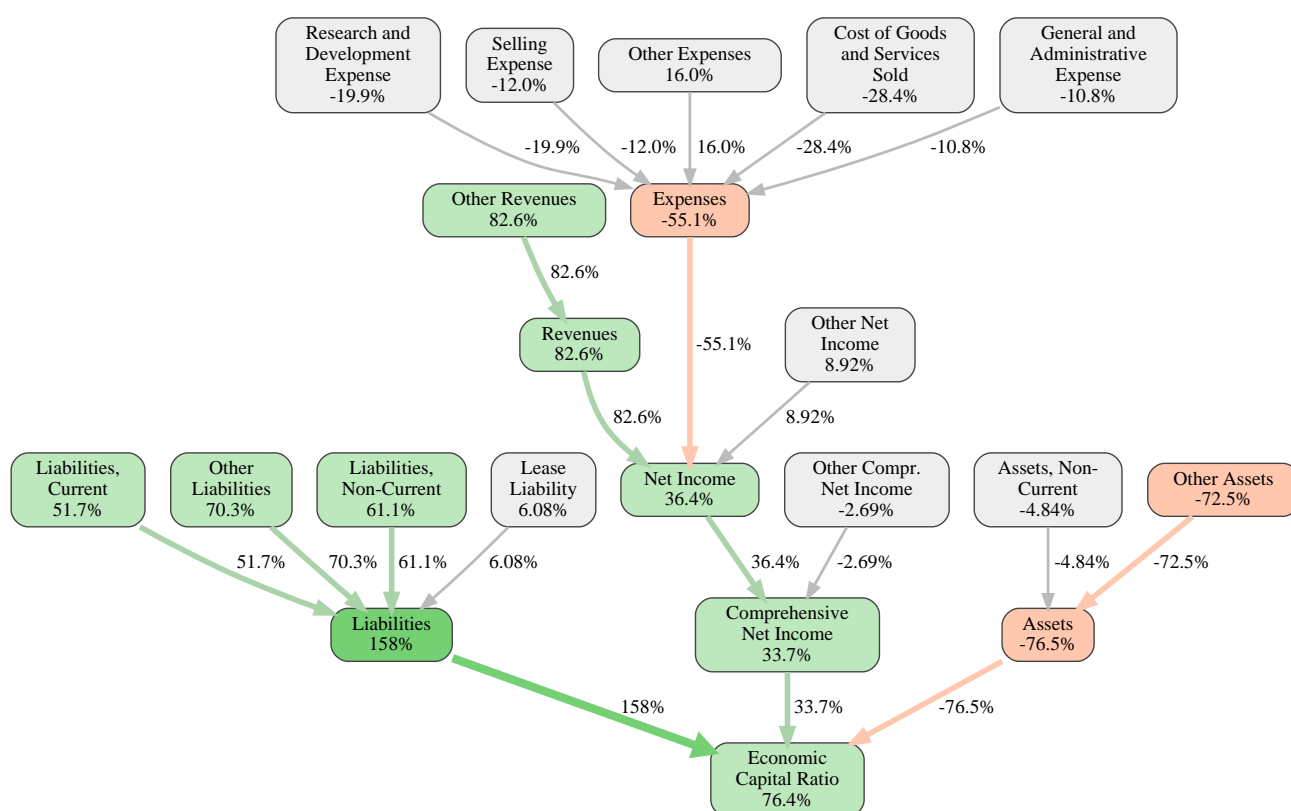 Research and
Development
Expense
-19.9%
Selling
Expense
-12.0%
Other Expenses
16.0%
Cost of Goods
and Services
Sold
-28.4%
General and
Administrative
Expense
-10.8%
-19.9%
-12.0%
16.0%
-28.4%
-10.8%
Other Revenues
82.6%
Expenses
-55.1%
82.6%
Revenues
82.6%
-55.1%
Other Net
Income
8.92%
82.6%
8.92%
Liabilities,
Current
51.7%
Other
Liabilities
70.3%
Liabilities,
Non-Current
61.1%
Lease
Liability
6.08%
Net Income
36.4%
Other Compr.
Net Income
-2.69%
Assets, Non-
Current
-4.84%
Other Assets
-72.5%
51.7%
70.3%
61.1%
6.08%
36.4%
-2.69%
-4.84%
-72.5%
Liabilities
158%
Comprehensive
Net Income
33.7%
Assets
-76.5%
158%
33.7%
-76.5%
Economic
Capital Ratio
76.4%